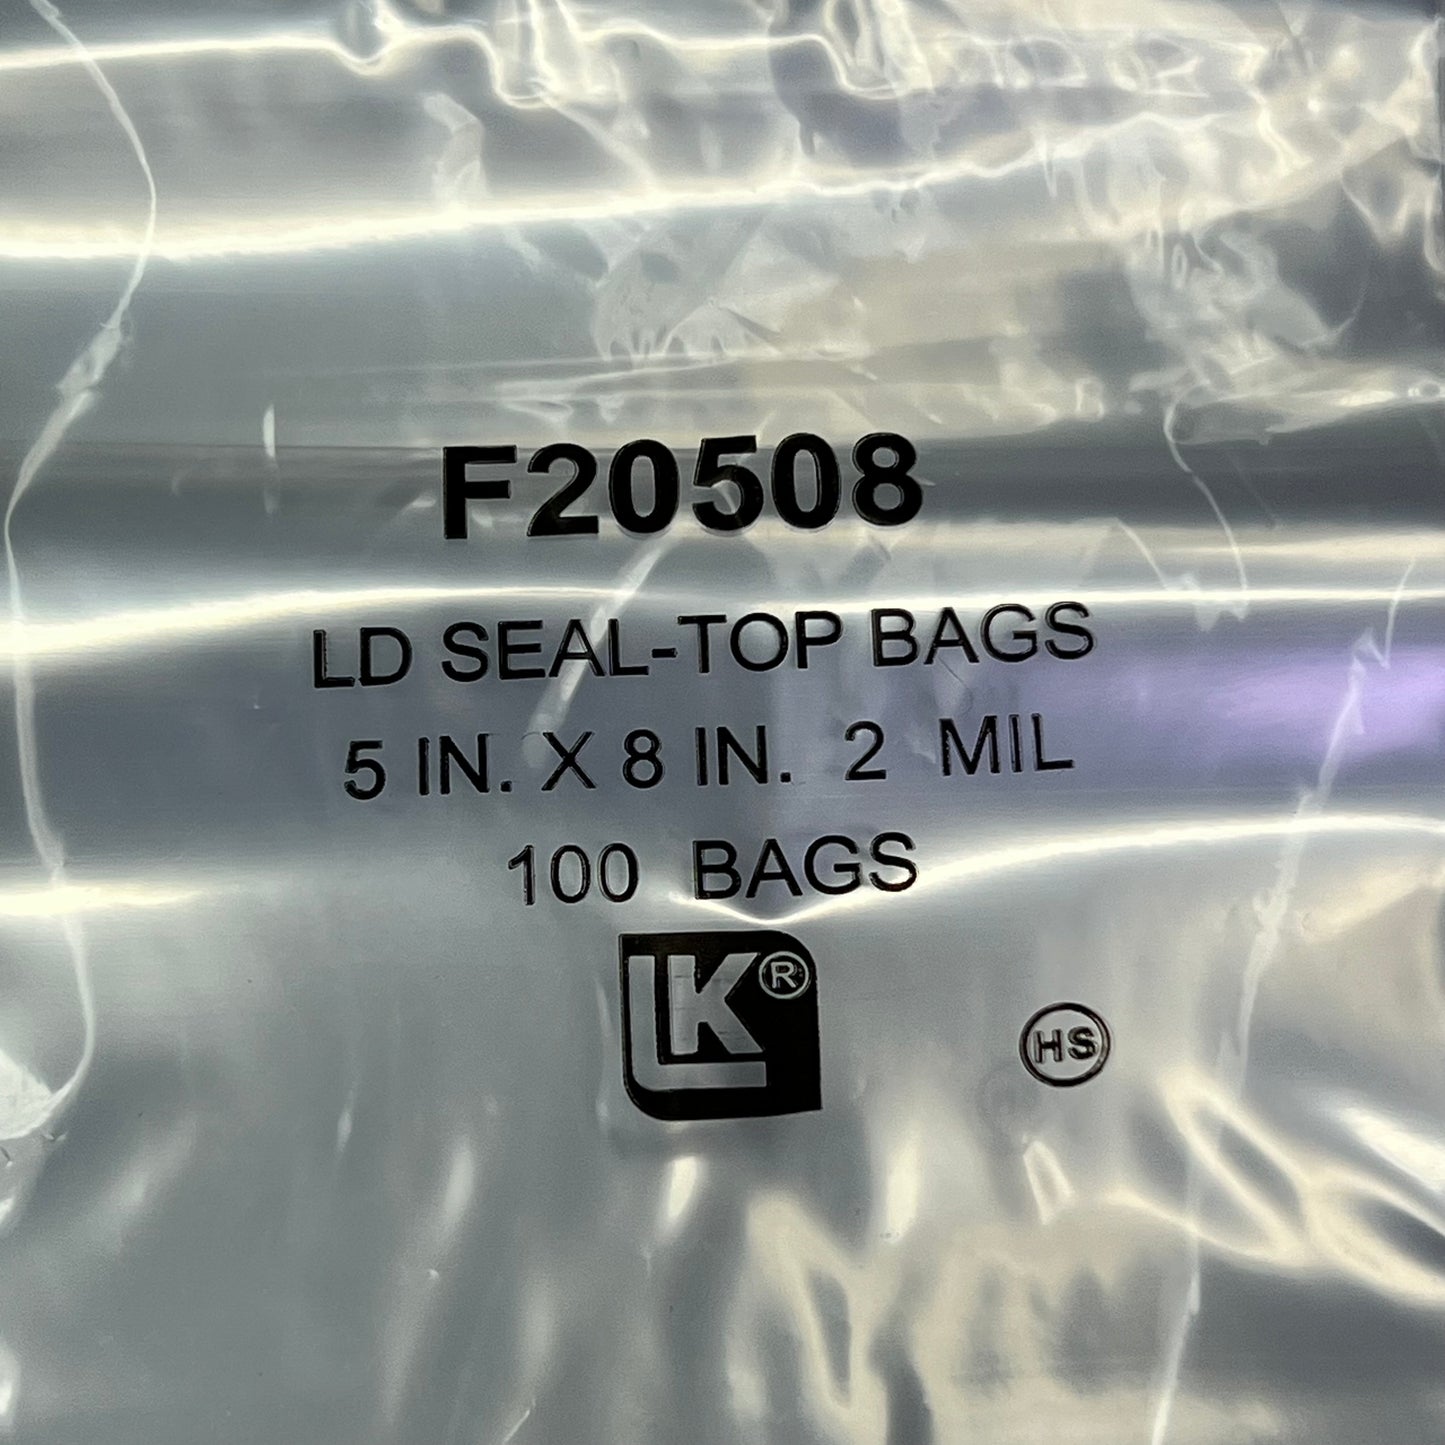 F20508
LD SEAL-TOP BAGS
5 IN. X 8 IN. 2 MIL
100 BAGS
LK®
HS